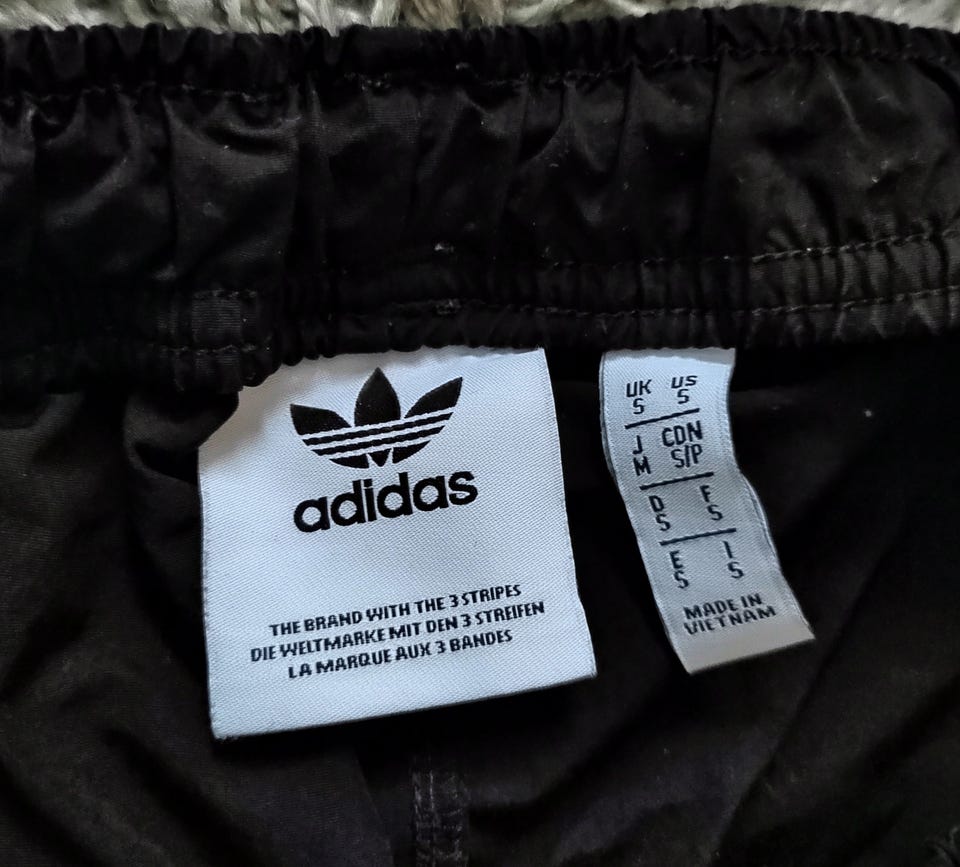 adidas
THE BRAND WITH THE 3 STRIPES
DIE WELTMARKE MIT DEN 3 STREIFEN
LA MARQUE AUX 3 BANDES
UK US
S S
J CDN
M S/P
D F
S S
E I
S S
MADE IN
VIETNAM